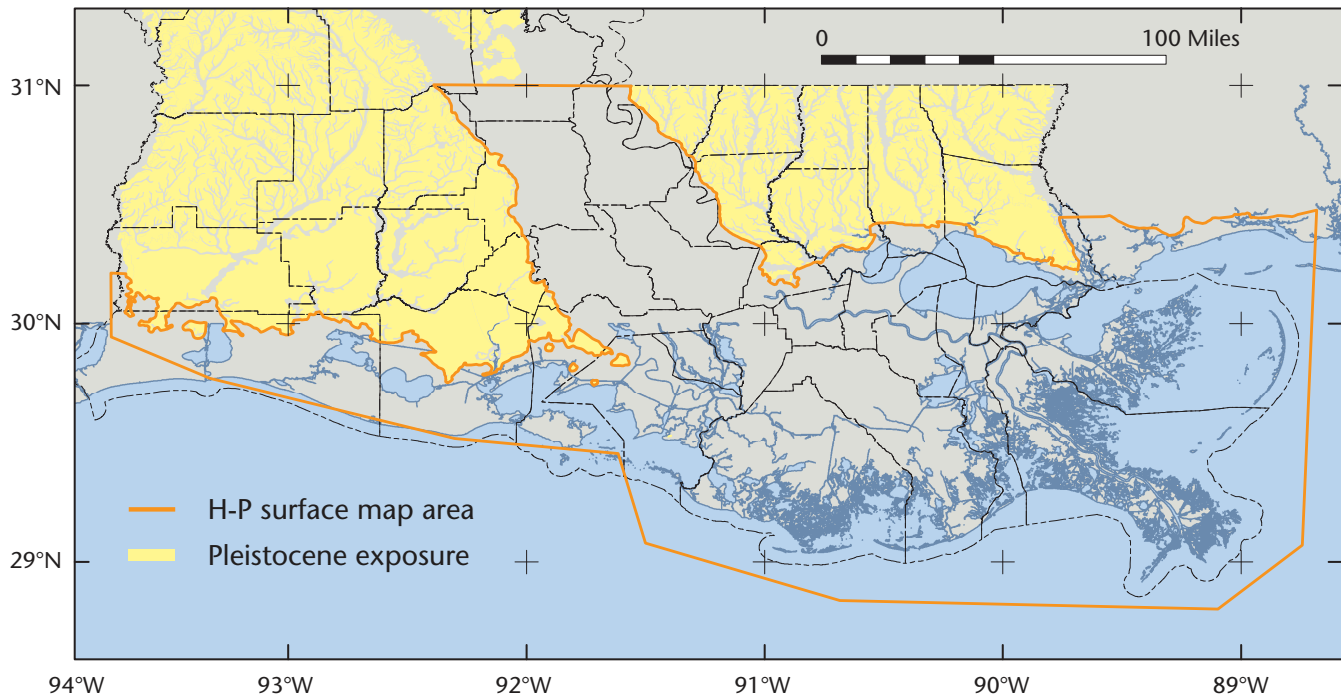 0 100 Miles
31°N
30°N
29°N
H-P surface map area
Pleistocene exposure
94°W 93°W 92°W 91°W 90°W 89°W